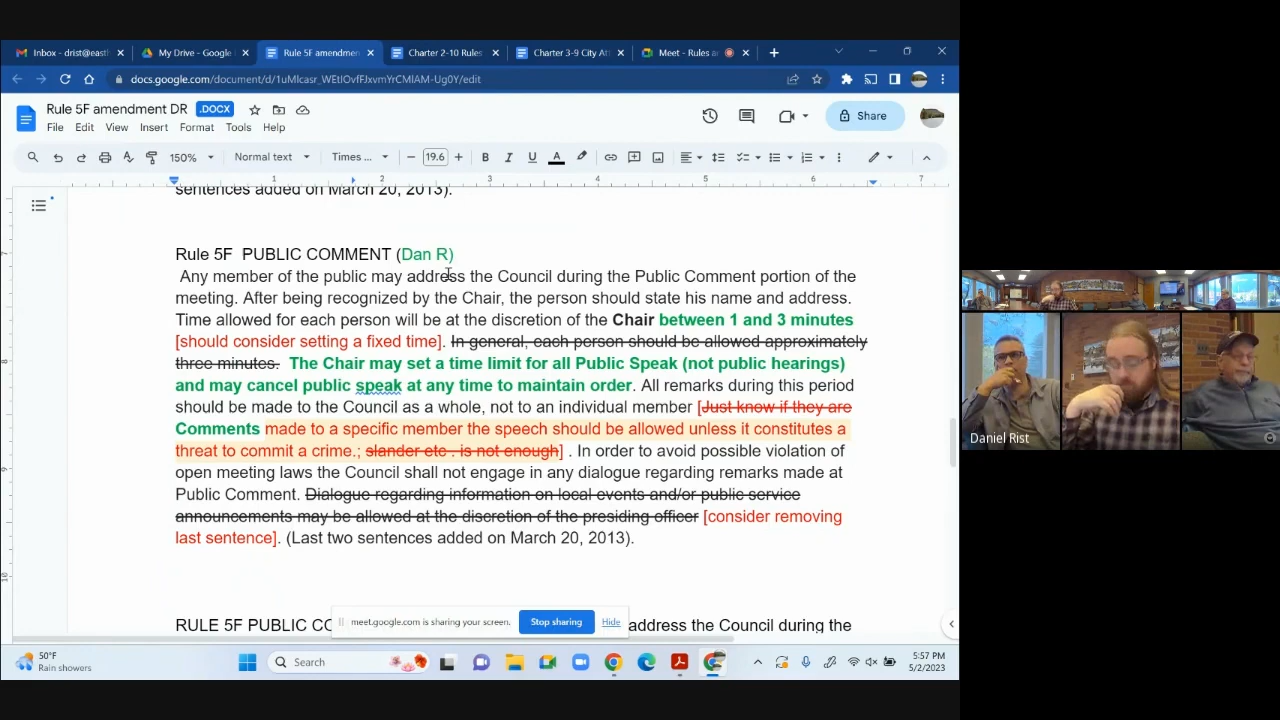 Inbox - drist@east
My Drive - Google
Rule 5F amendmen
Charter 2-10 Rules
Charter 3-9 City Att
Meet - Rules a
docs.google.com/document/d/1uMlcasr_WEtIOvfFJxvmYrCMlAM-Ug0Y/edit
Rule 5F amendment DR .DOCX
File Edit View Insert Format Tools Help
Share
150% Normal text Times ... 19.6 B I U A
1 2 3 4 5 6 7
sentences added on March 20, 2013).
Rule 5F PUBLIC COMMENT (Dan R)
Any member of the public may address the Council during the Public Comment portion of the
meeting. After being recognized by the Chair, the person should state his name and address.
Time allowed for each person will be at the discretion of the Chair between 1 and 3 minutes
[should consider setting a fixed time]. In general, each person should be allowed approximately
three minutes. The Chair may set a time limit for all Public Speak (not public hearings)
and may cancel public speak at any time to maintain order. All remarks during this period
should be made to the Council as a whole, not to an individual member [Just know if they are
Comments made to a specific member the speech should be allowed unless it constitutes a
threat to commit a crime.; slander etc . is not enough] . In order to avoid possible violation of
open meeting laws the Council shall not engage in any dialogue regarding remarks made at
Public Comment. Dialogue regarding information on local events and/or public service
announcements may be allowed at the discretion of the presiding officer [consider removing
last sentence]. (Last two sentences added on March 20, 2013).
RULE 5F PUBLIC CO
address the Council during the
meet.google.com is sharing your screen. Stop sharing Hide
Daniel Rist
50°F
Rain showers
Search
5:57 PM
5/2/2023